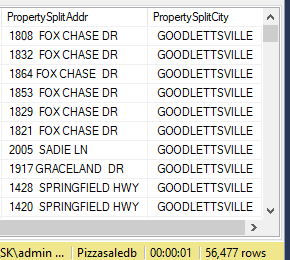 PropertySplitAddr PropertySplitCity
1808 FOX CHASE DR GOODLETTSVILLE
1832 FOX CHASE DR GOODLETTSVILLE
1864 FOX CHASE DR GOODLETTSVILLE
1853 FOX CHASE DR GOODLETTSVILLE
1829 FOX CHASE DR GOODLETTSVILLE
1821 FOX CHASE DR GOODLETTSVILLE
2005 SADIE LN GOODLETTSVILLE
1917 GRACELAND DR GOODLETTSVILLE
1428 SPRINGFIELD HWY GOODLETTSVILLE
1420 SPRINGFIELD HWY GOODLETTSVILLE
SK\admin ... Pizzasaledb 00:00:01 56,477 rows